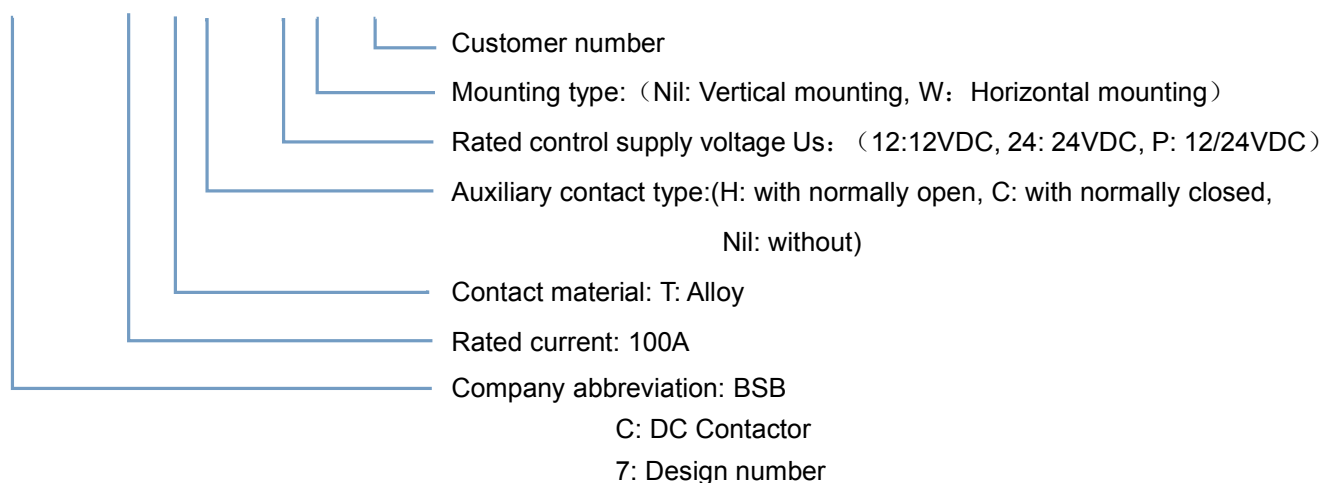 Customer number
Mounting type:（Nil: Vertical mounting, W：Horizontal mounting）
Rated control supply voltage Us：（12:12VDC, 24: 24VDC, P: 12/24VDC）
Auxiliary contact type:(H: with normally open, C: with normally closed,
Nil: without)
Contact material: T: Alloy
Rated current: 100A
Company abbreviation: BSB
C: DC Contactor
7: Design number